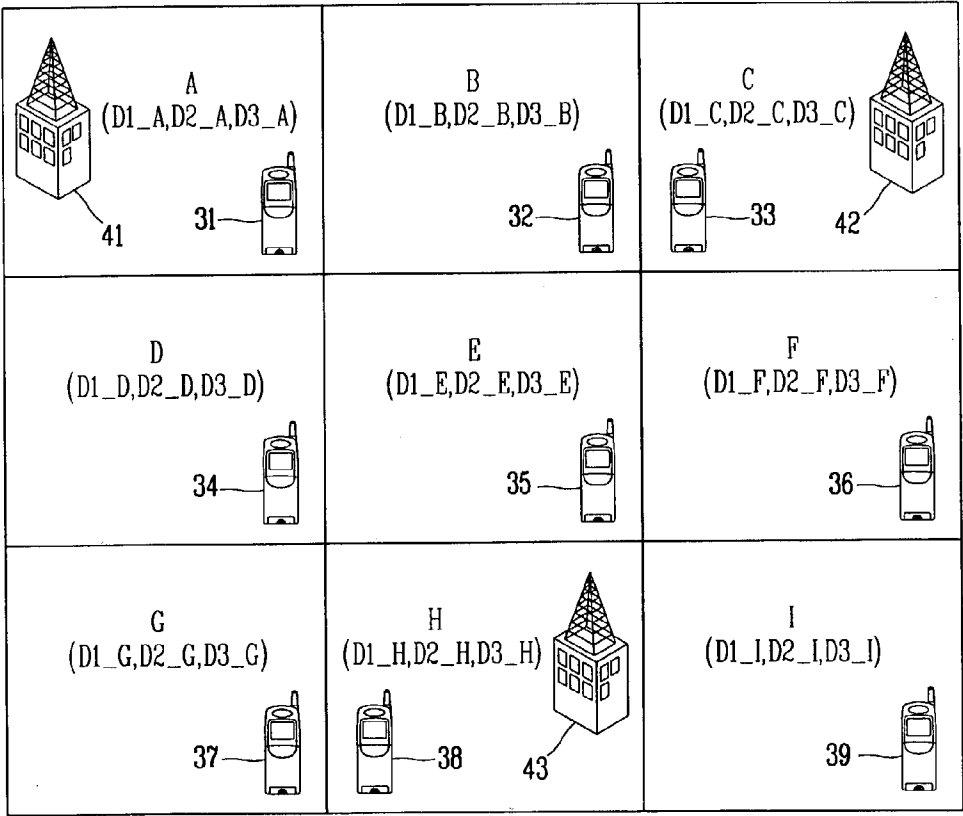 A
(D1_A,D2_A,D3_A)
41
31
B
(D1_B,D2_B,D3_B)
32
C
(D1_C,D2_C,D3_C)
33
42
D
(D1_D,D2_D,D3_D)
34
E
(D1_E,D2_E,D3_E)
35
F
(D1_F,D2_F,D3_F)
36
G
(D1_G,D2_G,D3_G)
37
H
(D1_H,D2_H,D3_H)
38
43
I
(D1_I,D2_I,D3_I)
39